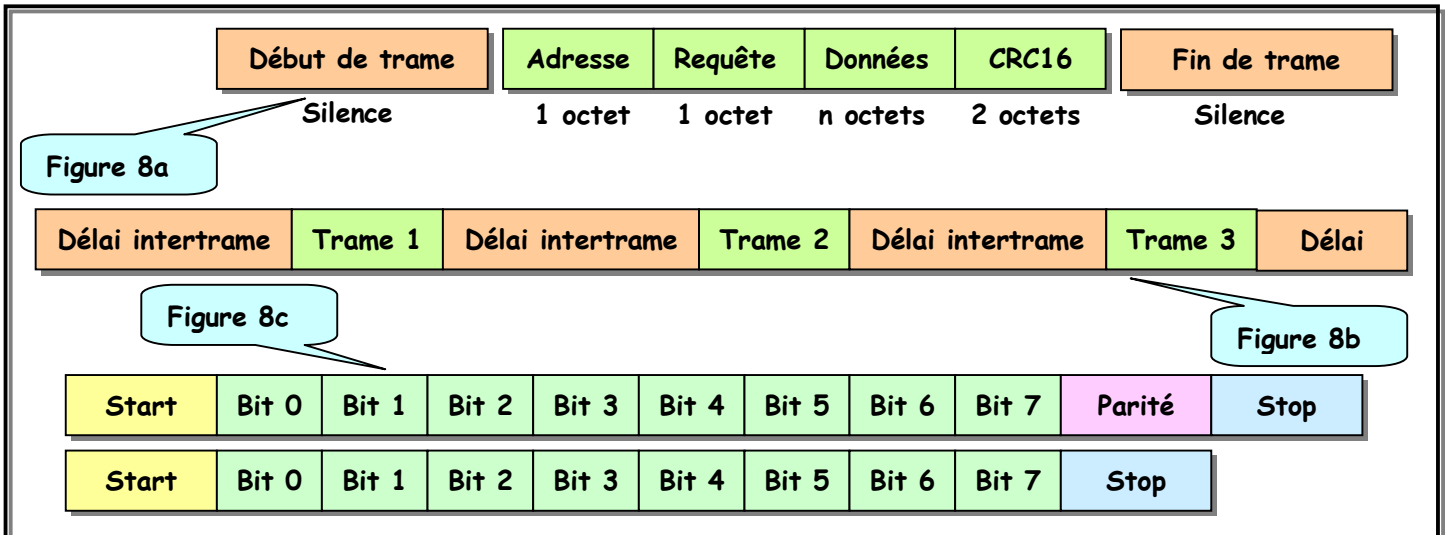 Début de trame Adresse Requête Données CRC16 Fin de trame
Silence 1 octet 1 octet n octets 2 octets Silence
Figure 8a
Délai intertrame Trame 1 Délai intertrame Trame 2 Délai intertrame Trame 3 Délai
Figure 8c
Figure 8b
Start Bit 0 Bit 1 Bit 2 Bit 3 Bit 4 Bit 5 Bit 6 Bit 7 Parité Stop
Start Bit 0 Bit 1 Bit 2 Bit 3 Bit 4 Bit 5 Bit 6 Bit 7 Stop